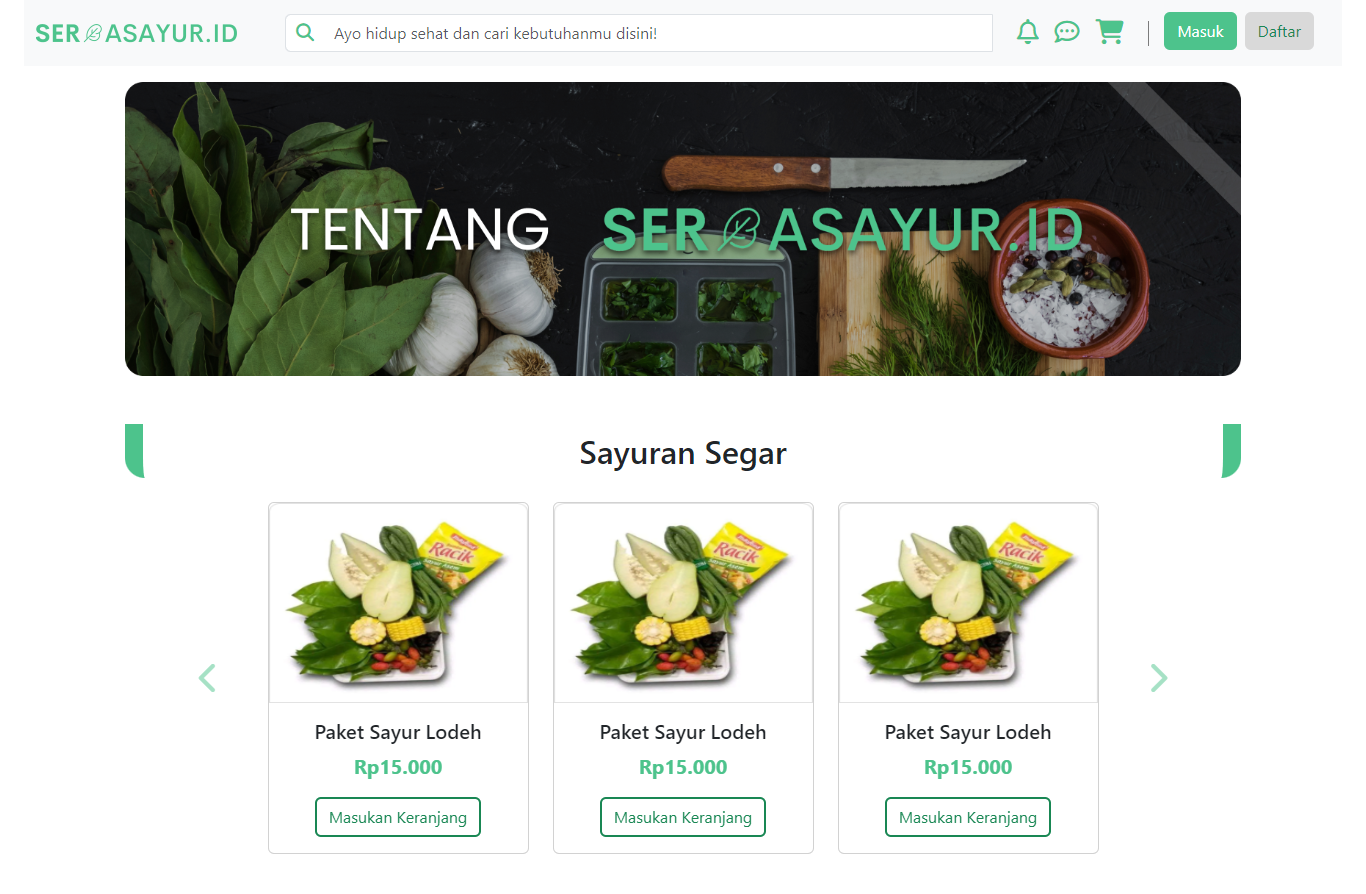 SERBASAYUR.ID
Ayo hidup sehat dan cari kebutuhanmu disini!
Masuk
Daftar
TENTANG SERBASAYUR.ID
Sayuran Segar
Racik
Racik
Racik
Paket Sayur Lodeh
Paket Sayur Lodeh
Paket Sayur Lodeh
Rp15.000
Rp15.000
Rp15.000
Masukan Keranjang
Masukan Keranjang
Masukan Keranjang